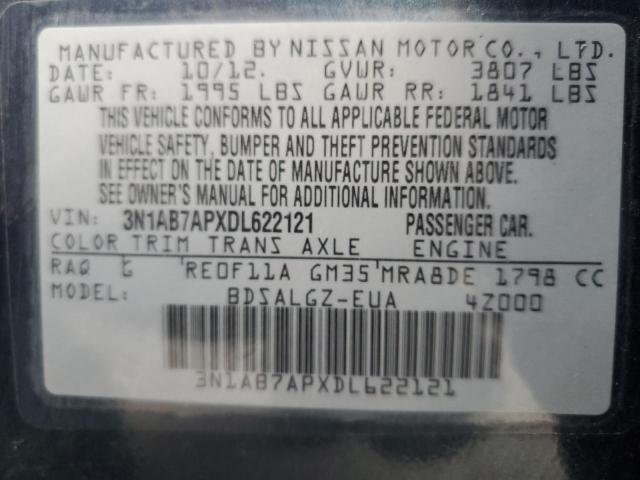 MANUFACTURED BY NISSAN MOTOR CO., LTD.
DATE: 10/12. GVWR: 3807 LBS
GAWR FR: 1995 LBS GAWR RR: 1841 LBS
THIS VEHICLE CONFORMS TO ALL APPLICABLE FEDERAL MOTOR
VEHICLE SAFETY, BUMPER AND THEFT PREVENTION STANDARDS
IN EFFECT ON THE DATE OF MANUFACTURE SHOWN ABOVE.
SEE OWNER'S MANUAL FOR ADDITIONAL INFORMATION.
VIN: 3N1AB7APXDL622121 PASSENGER CAR.
COLOR TRIM TRANS AXLE ENGINE
RAQ G RE0F11A GM35 MRA8DE 1798 CC
BDSALGZ-EUA 4Z000
3N1AB7APXDL622121